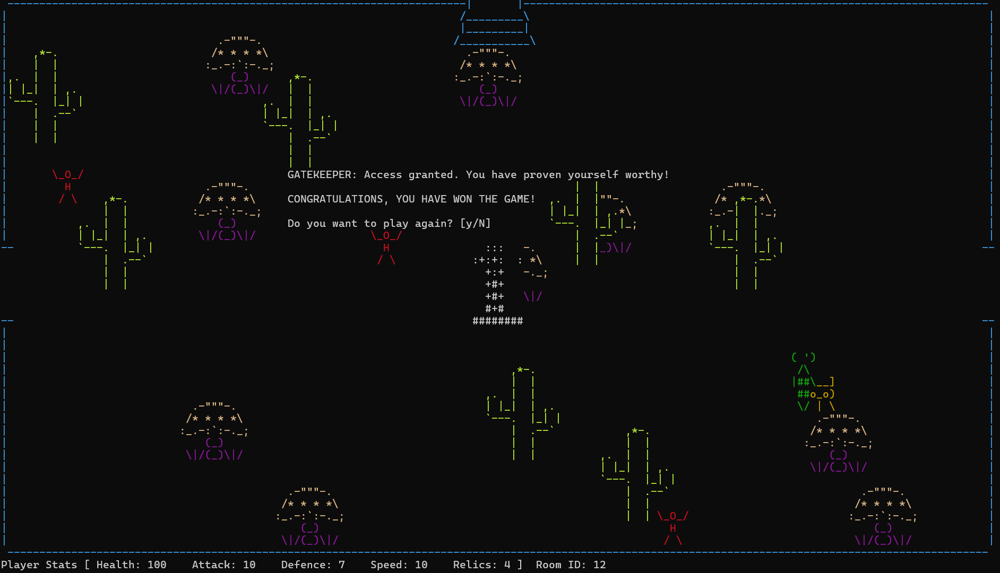 GATEKEEPER: Access granted. You have proven yourself worthy!
CONGRATULATIONS, YOU HAVE WON THE GAME!
Do you want to play again? [y/N]
Player Stats [ Health: 100    Attack: 10    Defence: 7    Speed: 10    Relics: 4 ]  Room ID: 12